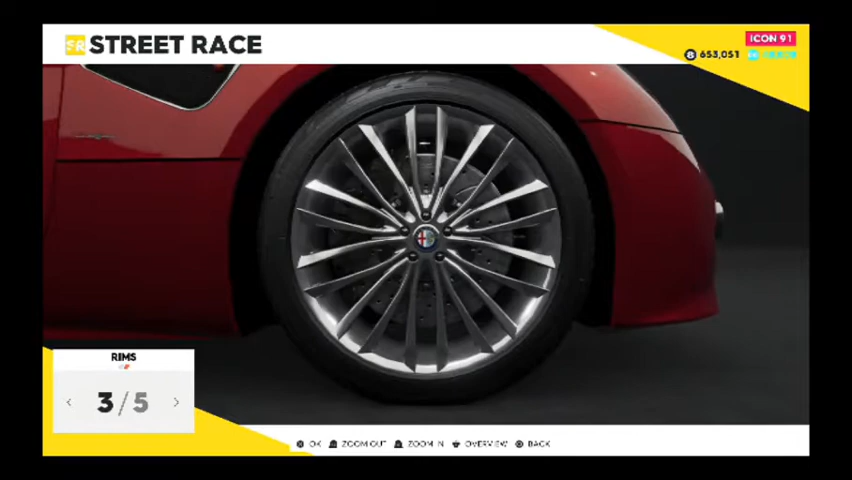 SR STREET RACE
ICON 91
653,051
RIMS
3/5
OK ZOOM OUT ZOOM IN OVERVIEW BACK